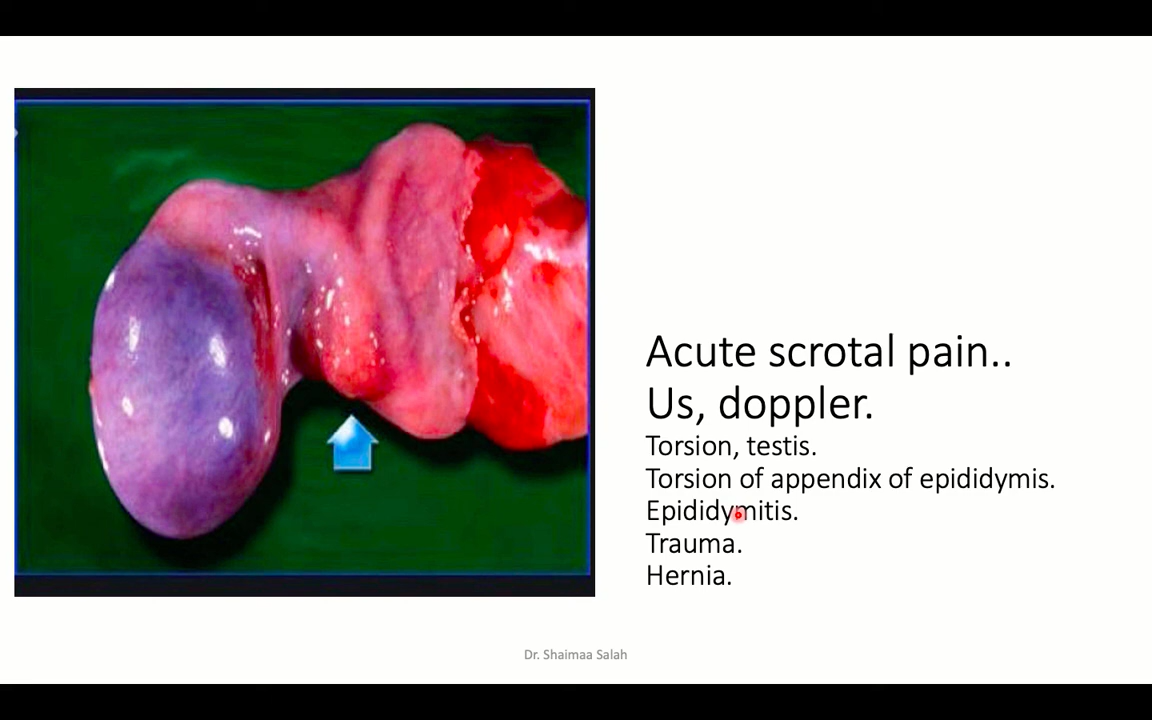 Acute scrotal pain..
Us, doppler.
Torsion, testis.
Torsion of appendix of epididymis.
Epididymitis.
Trauma.
Hernia.
Dr. Shaimaa Salah